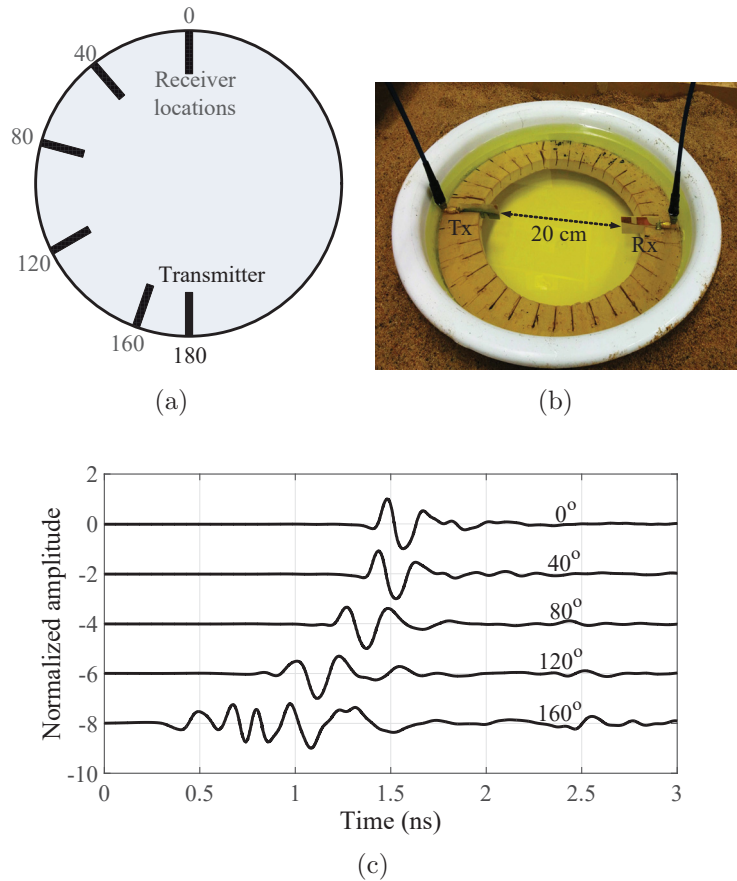 0
40
Receiver
locations
80
120
Transmitter
160
180
(a)
Tx
20 cm
Rx
(b)
2
0
-2
-4
-6
-8
-10
Normalized amplitude
0°
40°
80°
120°
160°
0
0.5
1
1.5
2
2.5
3
Time (ns)
(c)